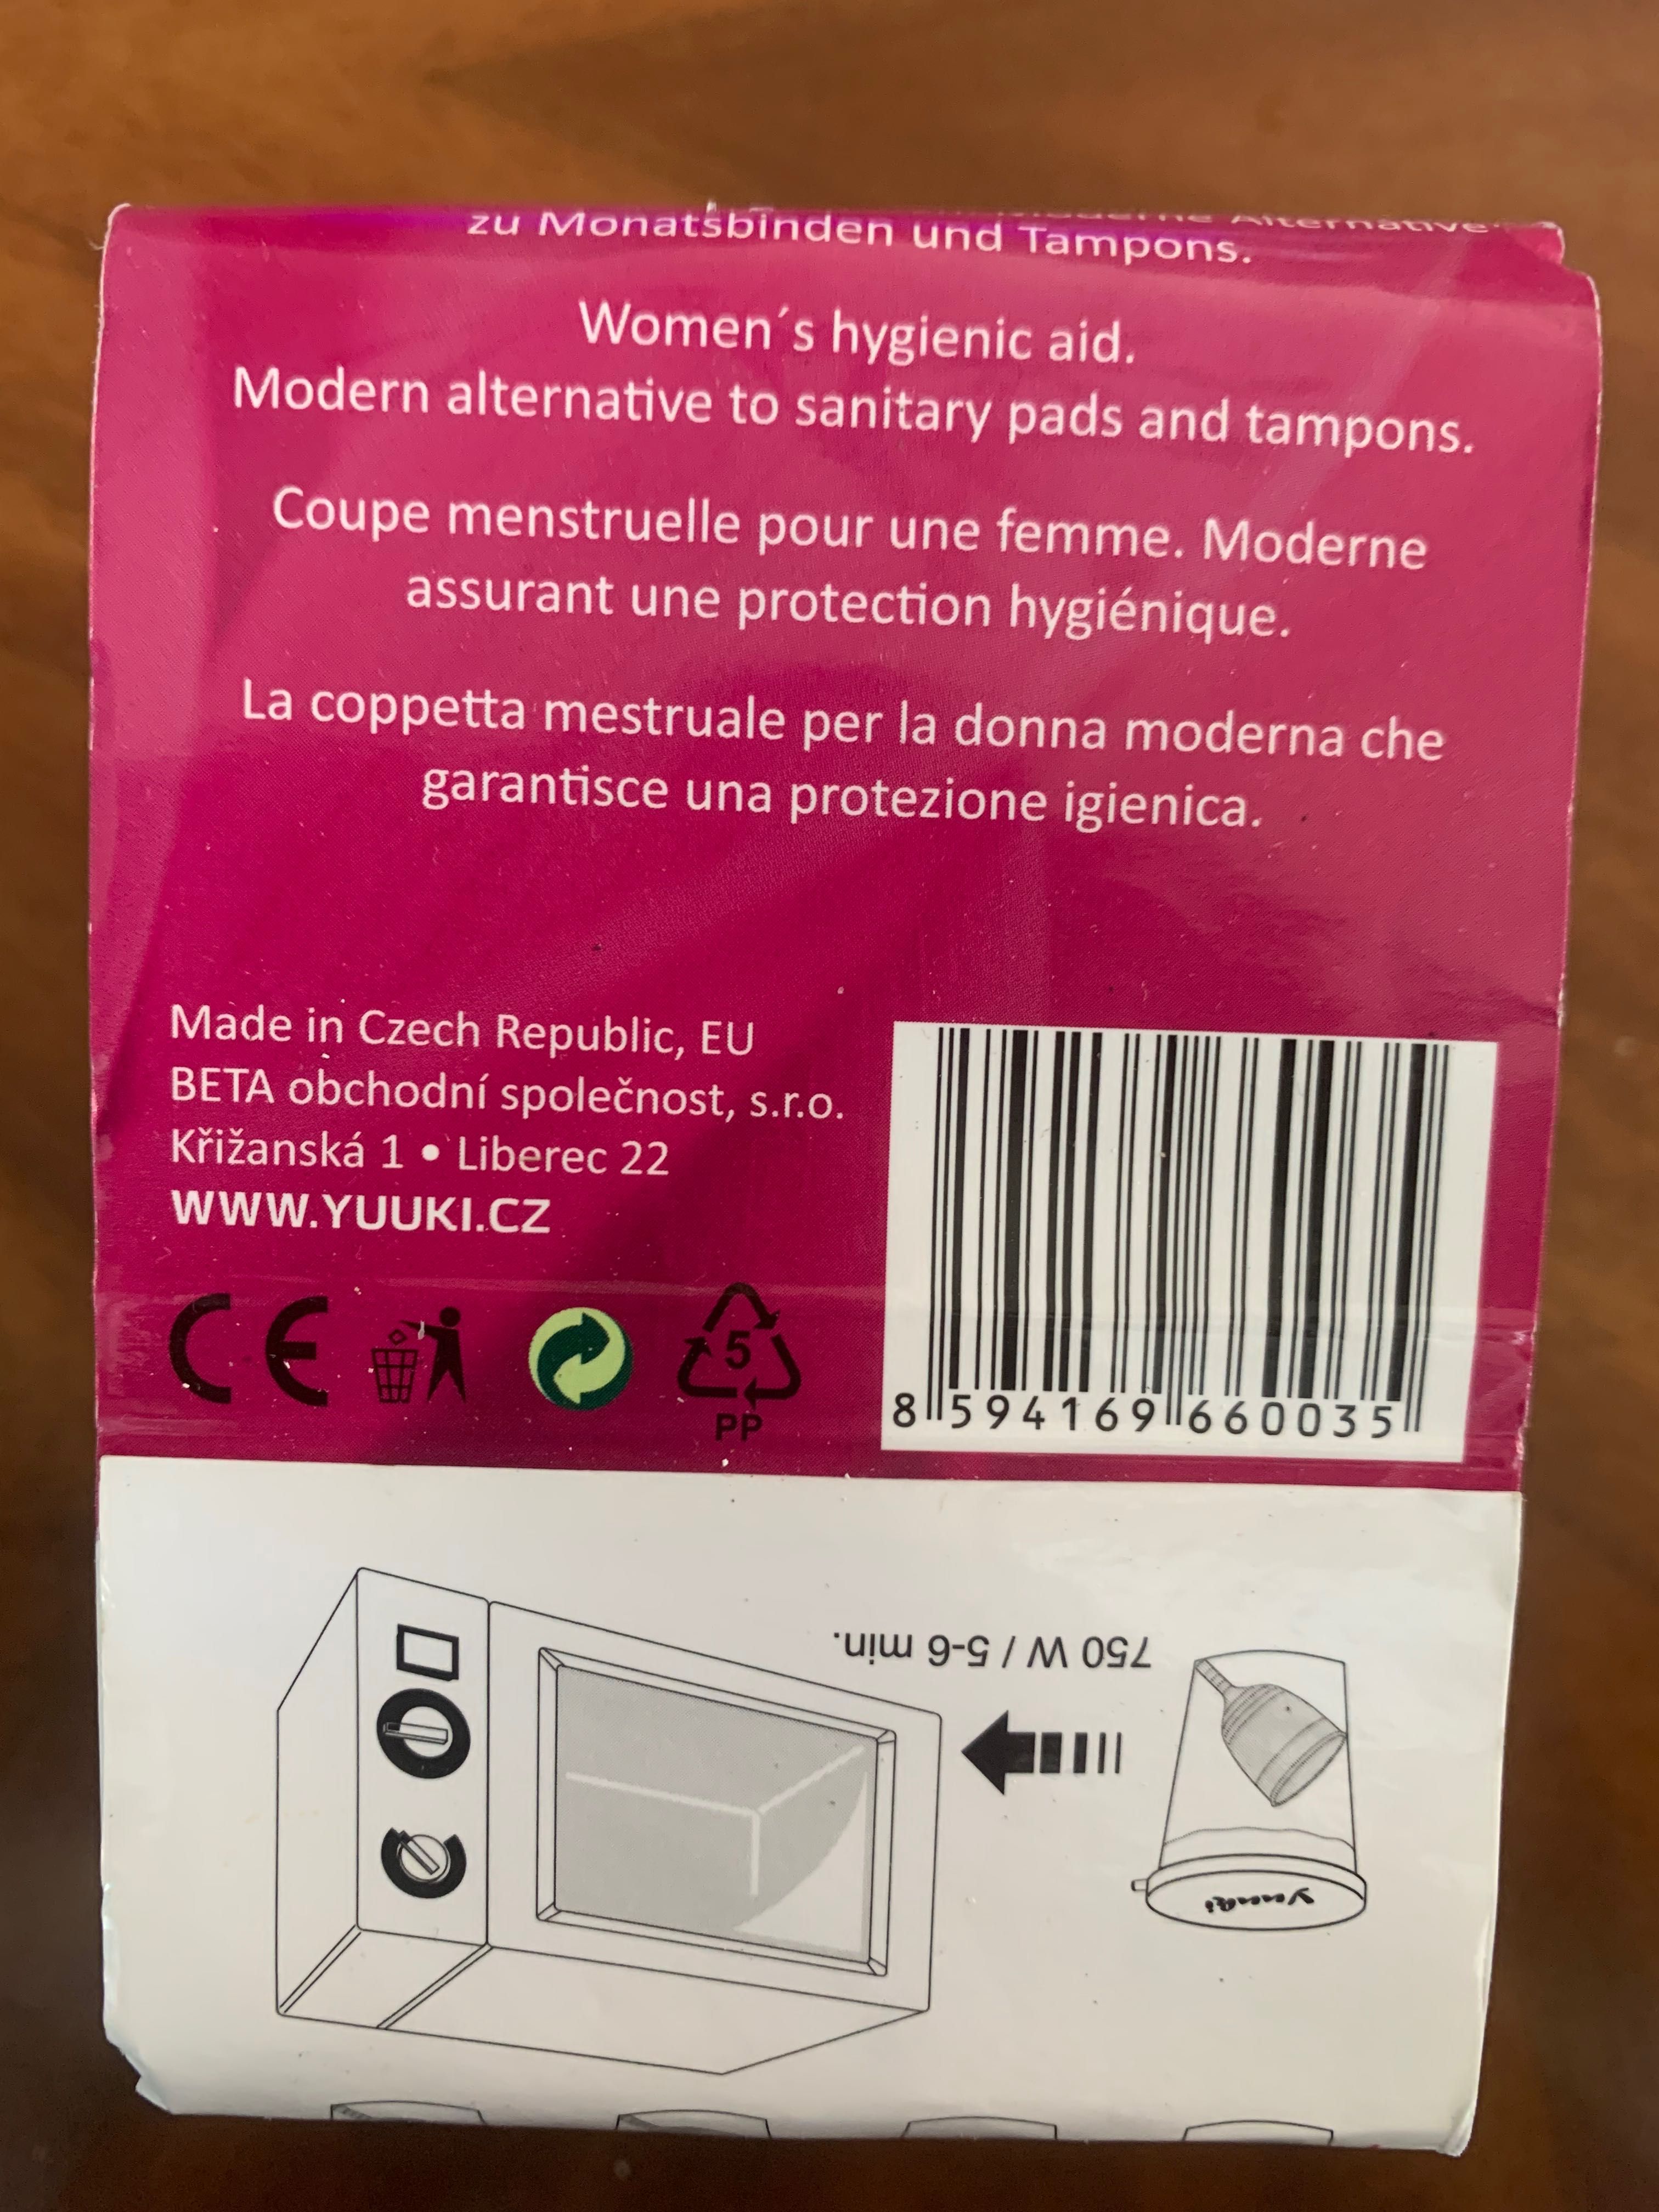 Moderne Alternative
zu Monatsbinden und Tampons.
Women´s hygienic aid.
Modern alternative to sanitary pads and tampons.
Coupe menstruelle pour une femme. Moderne
assurant une protection hygiénique.
La coppetta mestruale per la donna moderna che
garantisce una protezione igienica.
Made in Czech Republic, EU
BETA obchodní společnost, s.r.o.
Křižanská 1 • Liberec 22
WWW.YUUKI.CZ
CE
5
PP
8 594169 660035
750 W / 5-6 min.
Yuuki